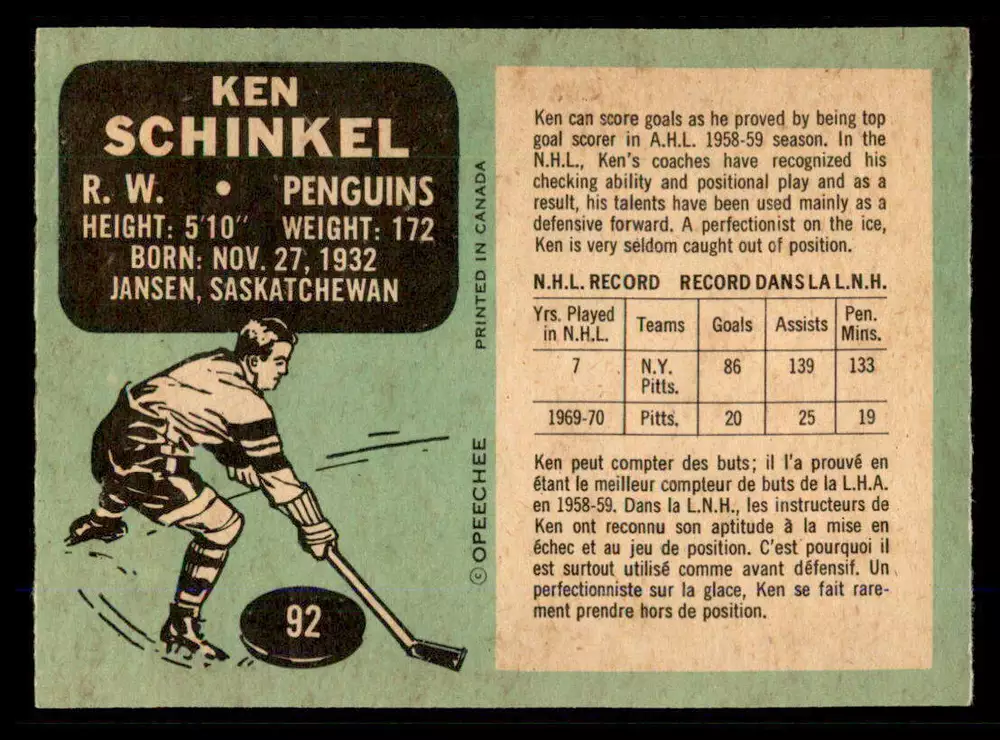 KEN
SCHINKEL
R. W. • PENGUINS
HEIGHT: 5'10" WEIGHT: 172
BORN: NOV. 27, 1932
JANSEN, SASKATCHEWAN
PRINTED IN CANADA
© OPEECHEE
92
Ken can score goals as he proved by being top
goal scorer in A.H.L. 1958-59 season. In the
N.H.L., Ken's coaches have recognized his
checking ability and positional play and as a
result, his talents have been used mainly as a
defensive forward. A perfectionist on the ice,
Ken is very seldom caught out of position.
N.H.L. RECORD RECORD DANS LA L.N.H.
Yrs. Played in N.H.L. Teams Goals Assists Pen. Mins.
7 N.Y. Pitts. 86 139 133
1969-70 Pitts. 20 25 19
Ken peut compter des buts; il l'a prouvé en
étant le meilleur compteur de buts de la L.H.A.
en 1958-59. Dans la L.N.H., les instructeurs de
Ken ont reconnu son aptitude à la mise en
échec et au jeu de position. C'est pourquoi il
est surtout utilisé comme avant défensif. Un
perfectionniste sur la glace, Ken se fait rare-
ment prendre hors de position.